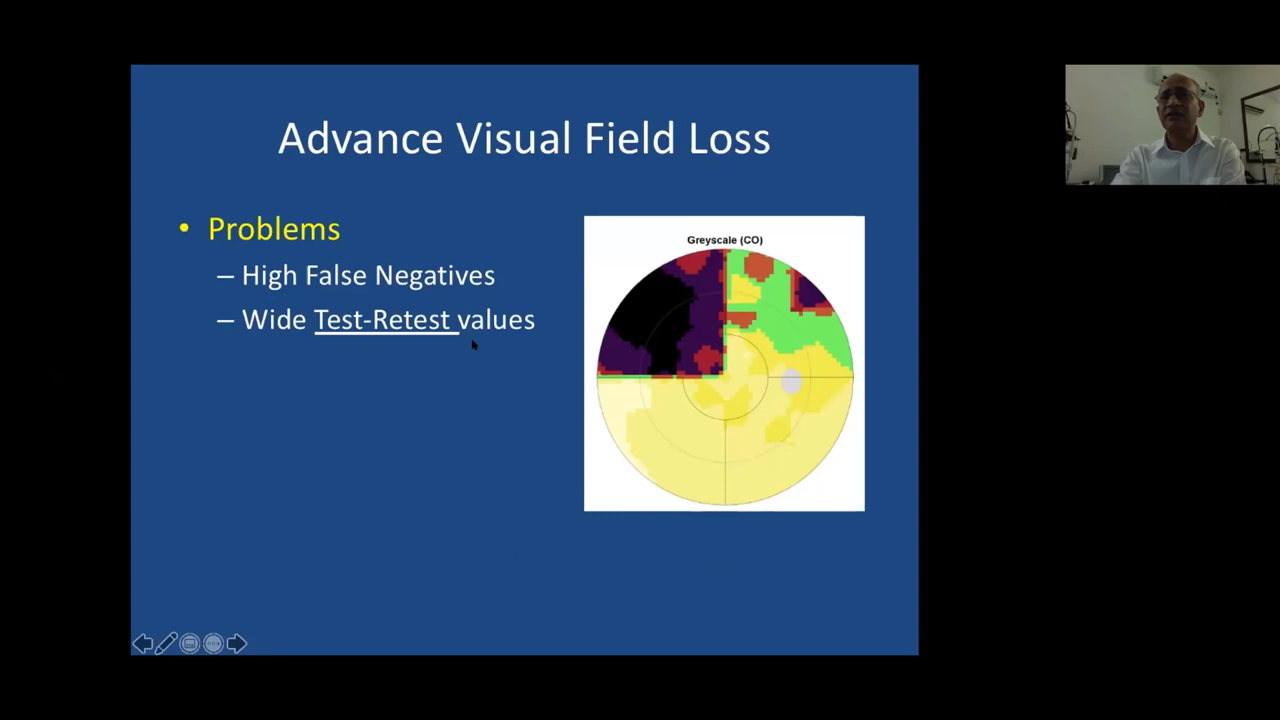 Advance Visual Field Loss
• Problems
– High False Negatives
– Wide Test-Retest values
Greyscale (CO)